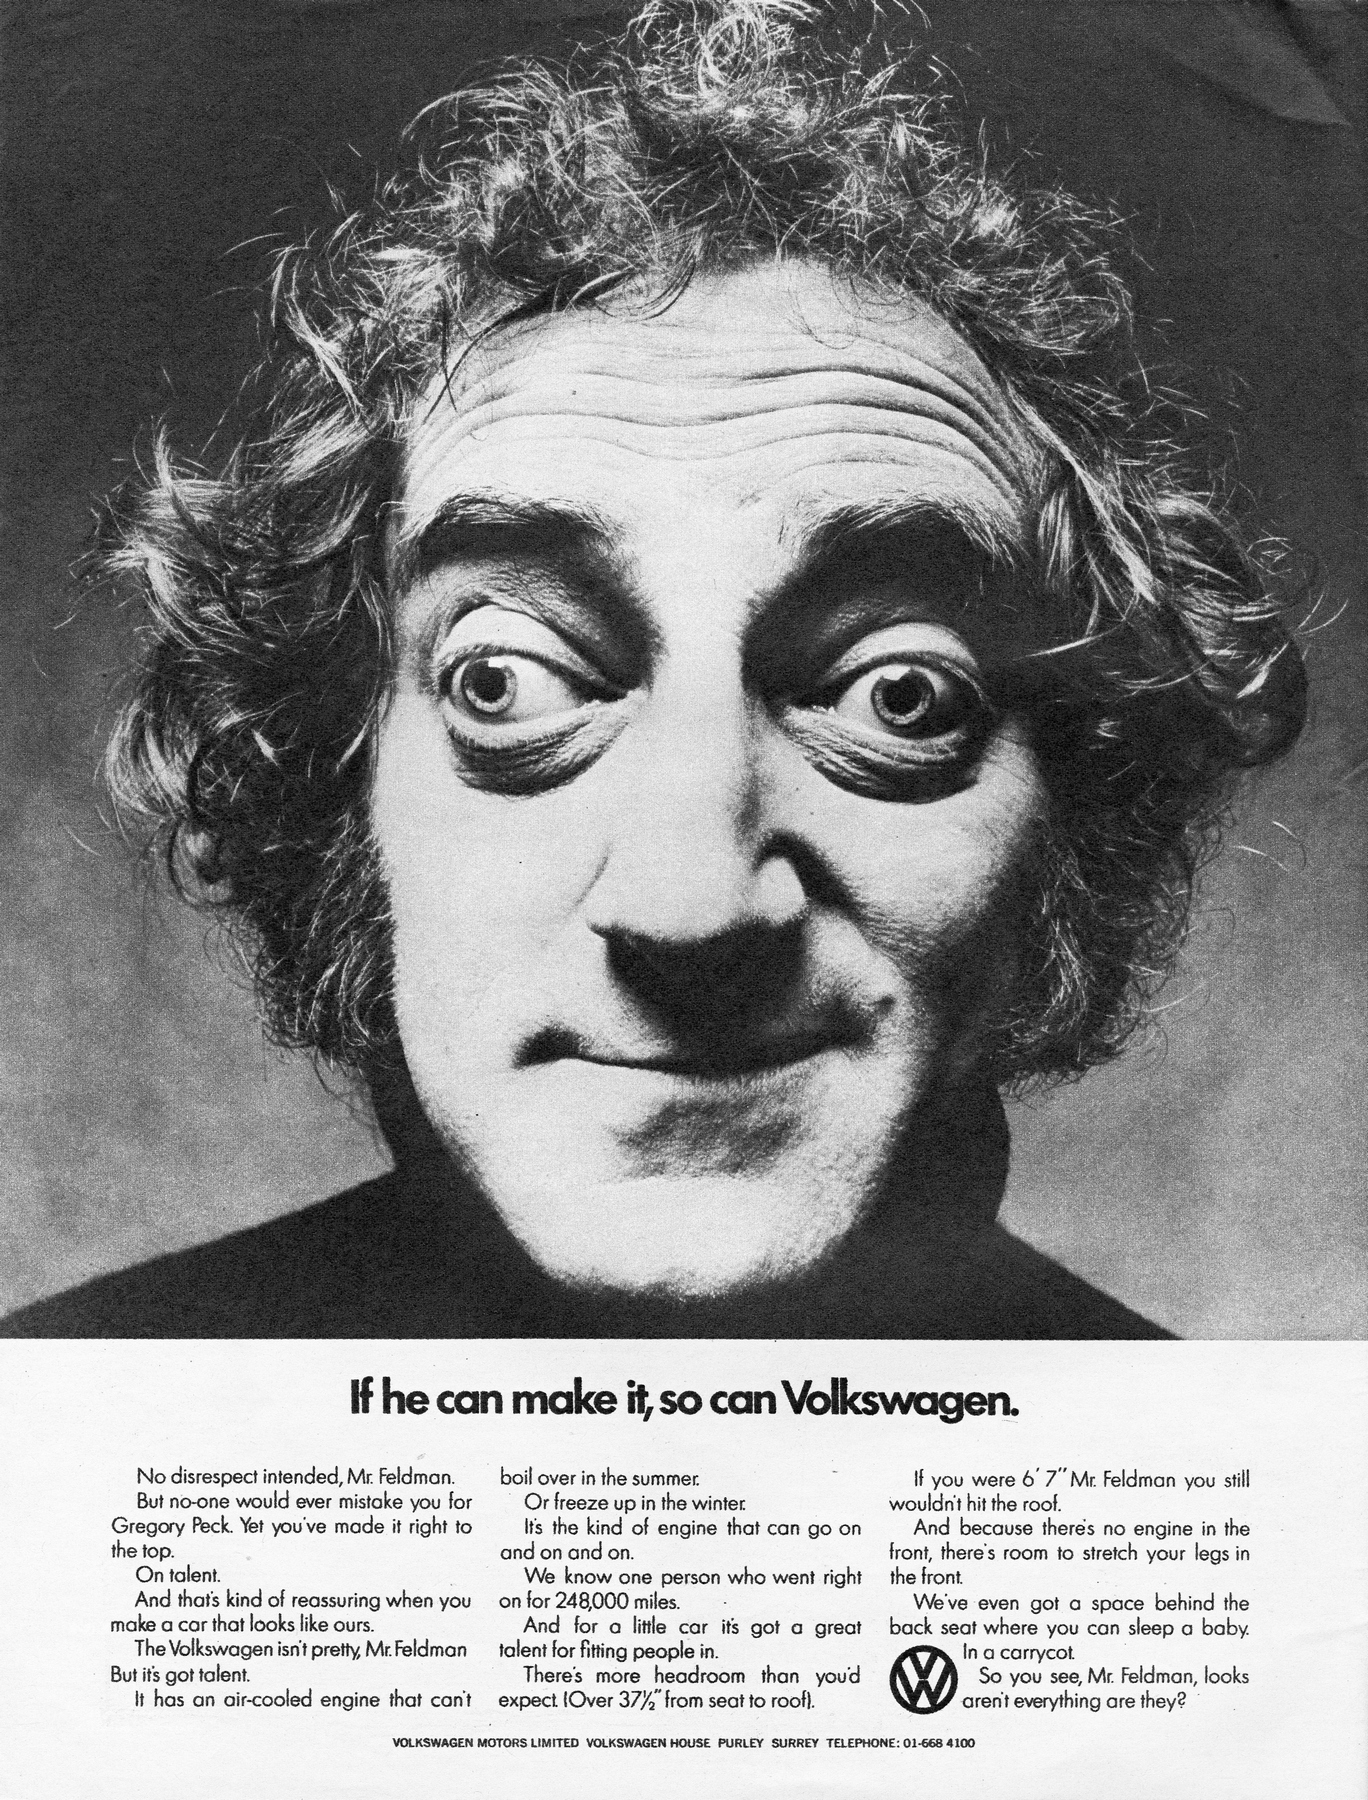 If he can make it, so can Volkswagen.
No disrespect intended, Mr. Feldman.
But no-one would ever mistake you for
Gregory Peck. Yet you've made it right to
the top.
On talent.
And that's kind of reassuring when you
make a car that looks like ours.
The Volkswagen isn't pretty, Mr. Feldman
But it's got talent.
It has an air-cooled engine that can't
boil over in the summer.
Or freeze up in the winter.
It's the kind of engine that can go on
and on and on.
We know one person who went right
on for 248,000 miles.
And for a little car it's got a great
talent for fitting people in.
There's more headroom than you'd
expect. (Over 37½" from seat to roof).
If you were 6' 7" Mr. Feldman you still
wouldn't hit the roof.
And because there's no engine in the
front, there's room to stretch your legs in
the front.
We've even got a space behind the
back seat where you can sleep a baby.
In a carrycot.
So you see, Mr. Feldman, looks
aren't everything are they?
VW
VOLKSWAGEN MOTORS LIMITED VOLKSWAGEN HOUSE PURLEY SURREY TELEPHONE: 01-668 4100